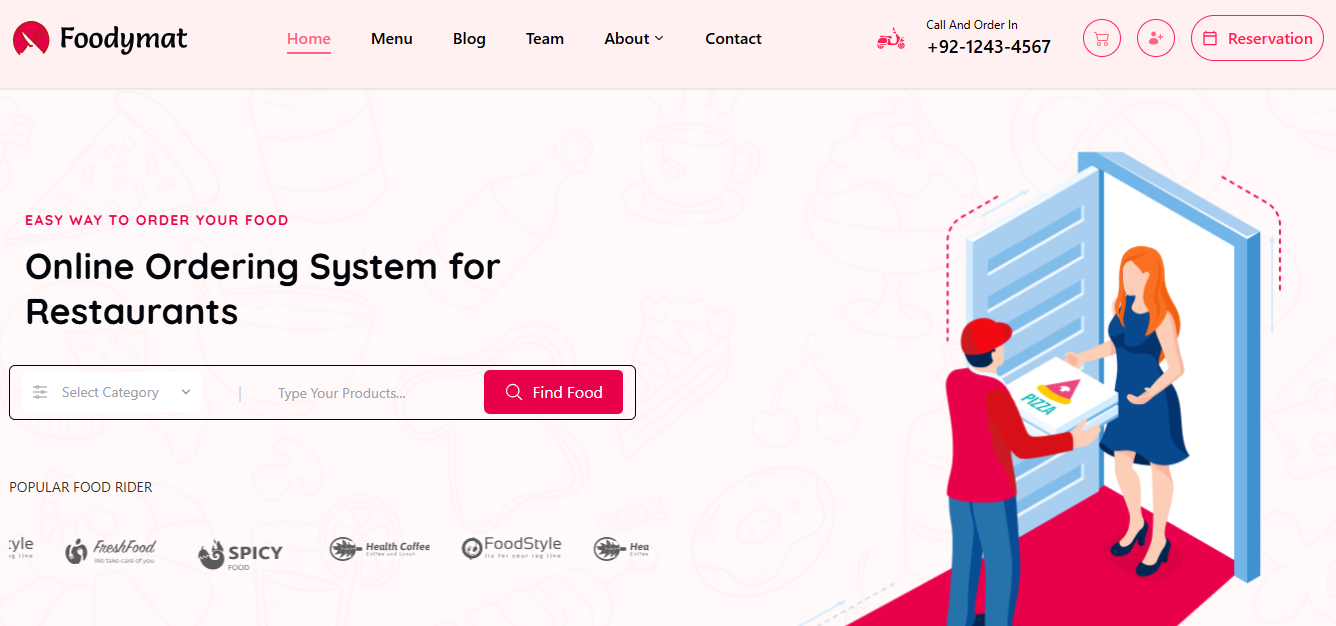 Foodymat
Home
Menu
Blog
Team
About
Contact
Call And Order In
+92-1243-4567
Reservation
EASY WAY TO ORDER YOUR FOOD
Online Ordering System for
Restaurants
Select Category
|
Type Your Products...
Find Food
PIZZA
POPULAR FOOD RIDER
tyle
ng line
FreshFood
We take care of you
SPICY
FOOD
Health Coffee
Coffee and Lunch
FoodStyle
its for your tag line
Hea
Coffee